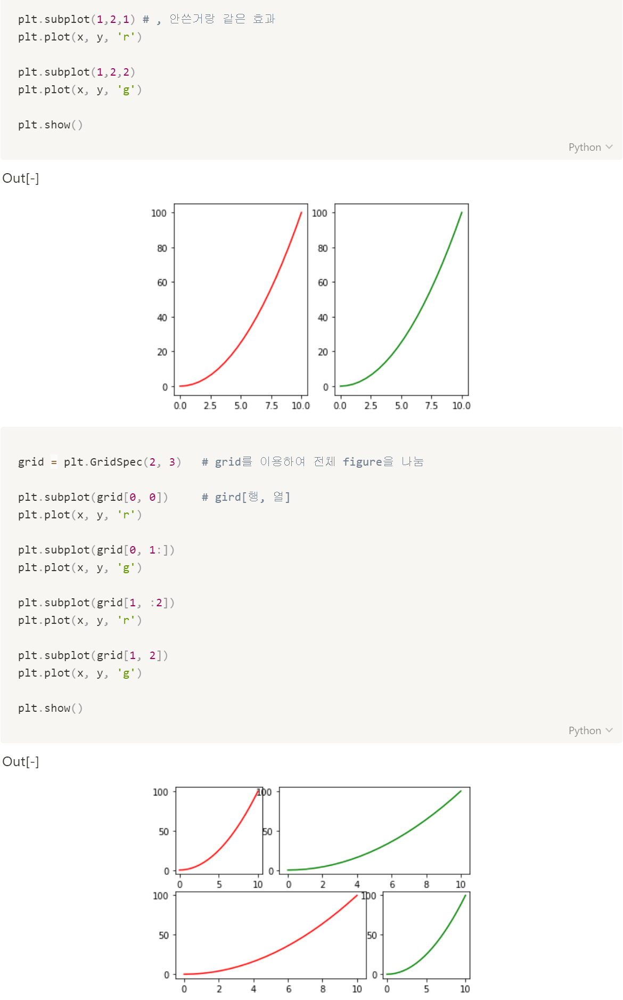 plt.subplot(1,2,1) # , 안쓴거랑 같은 효과
plt.plot(x, y, 'r')
plt.subplot(1,2,2)
plt.plot(x, y, 'g')
plt.show()
Python
Out[-]
100
80
60
40
20
0
0.0 2.5 5.0 7.5 10.0
100
80
60
40
20
0
0.0 2.5 5.0 7.5 10.0
grid = plt.GridSpec(2, 3) # grid를 이용하여 전체 figure을 나눔
plt.subplot(grid[0, 0]) # gird[행, 열]
plt.plot(x, y, 'r')
plt.subplot(grid[0, 1:])
plt.plot(x, y, 'g')
plt.subplot(grid[1, :2])
plt.plot(x, y, 'r')
plt.subplot(grid[1, 2])
plt.plot(x, y, 'g')
plt.show()
Python
Out[-]
100
50
0
0 5 10
100
50
0
0 2 4 6 8 10
100
50
0
0 2 4 6 8 10
100
50
0
0 5 10